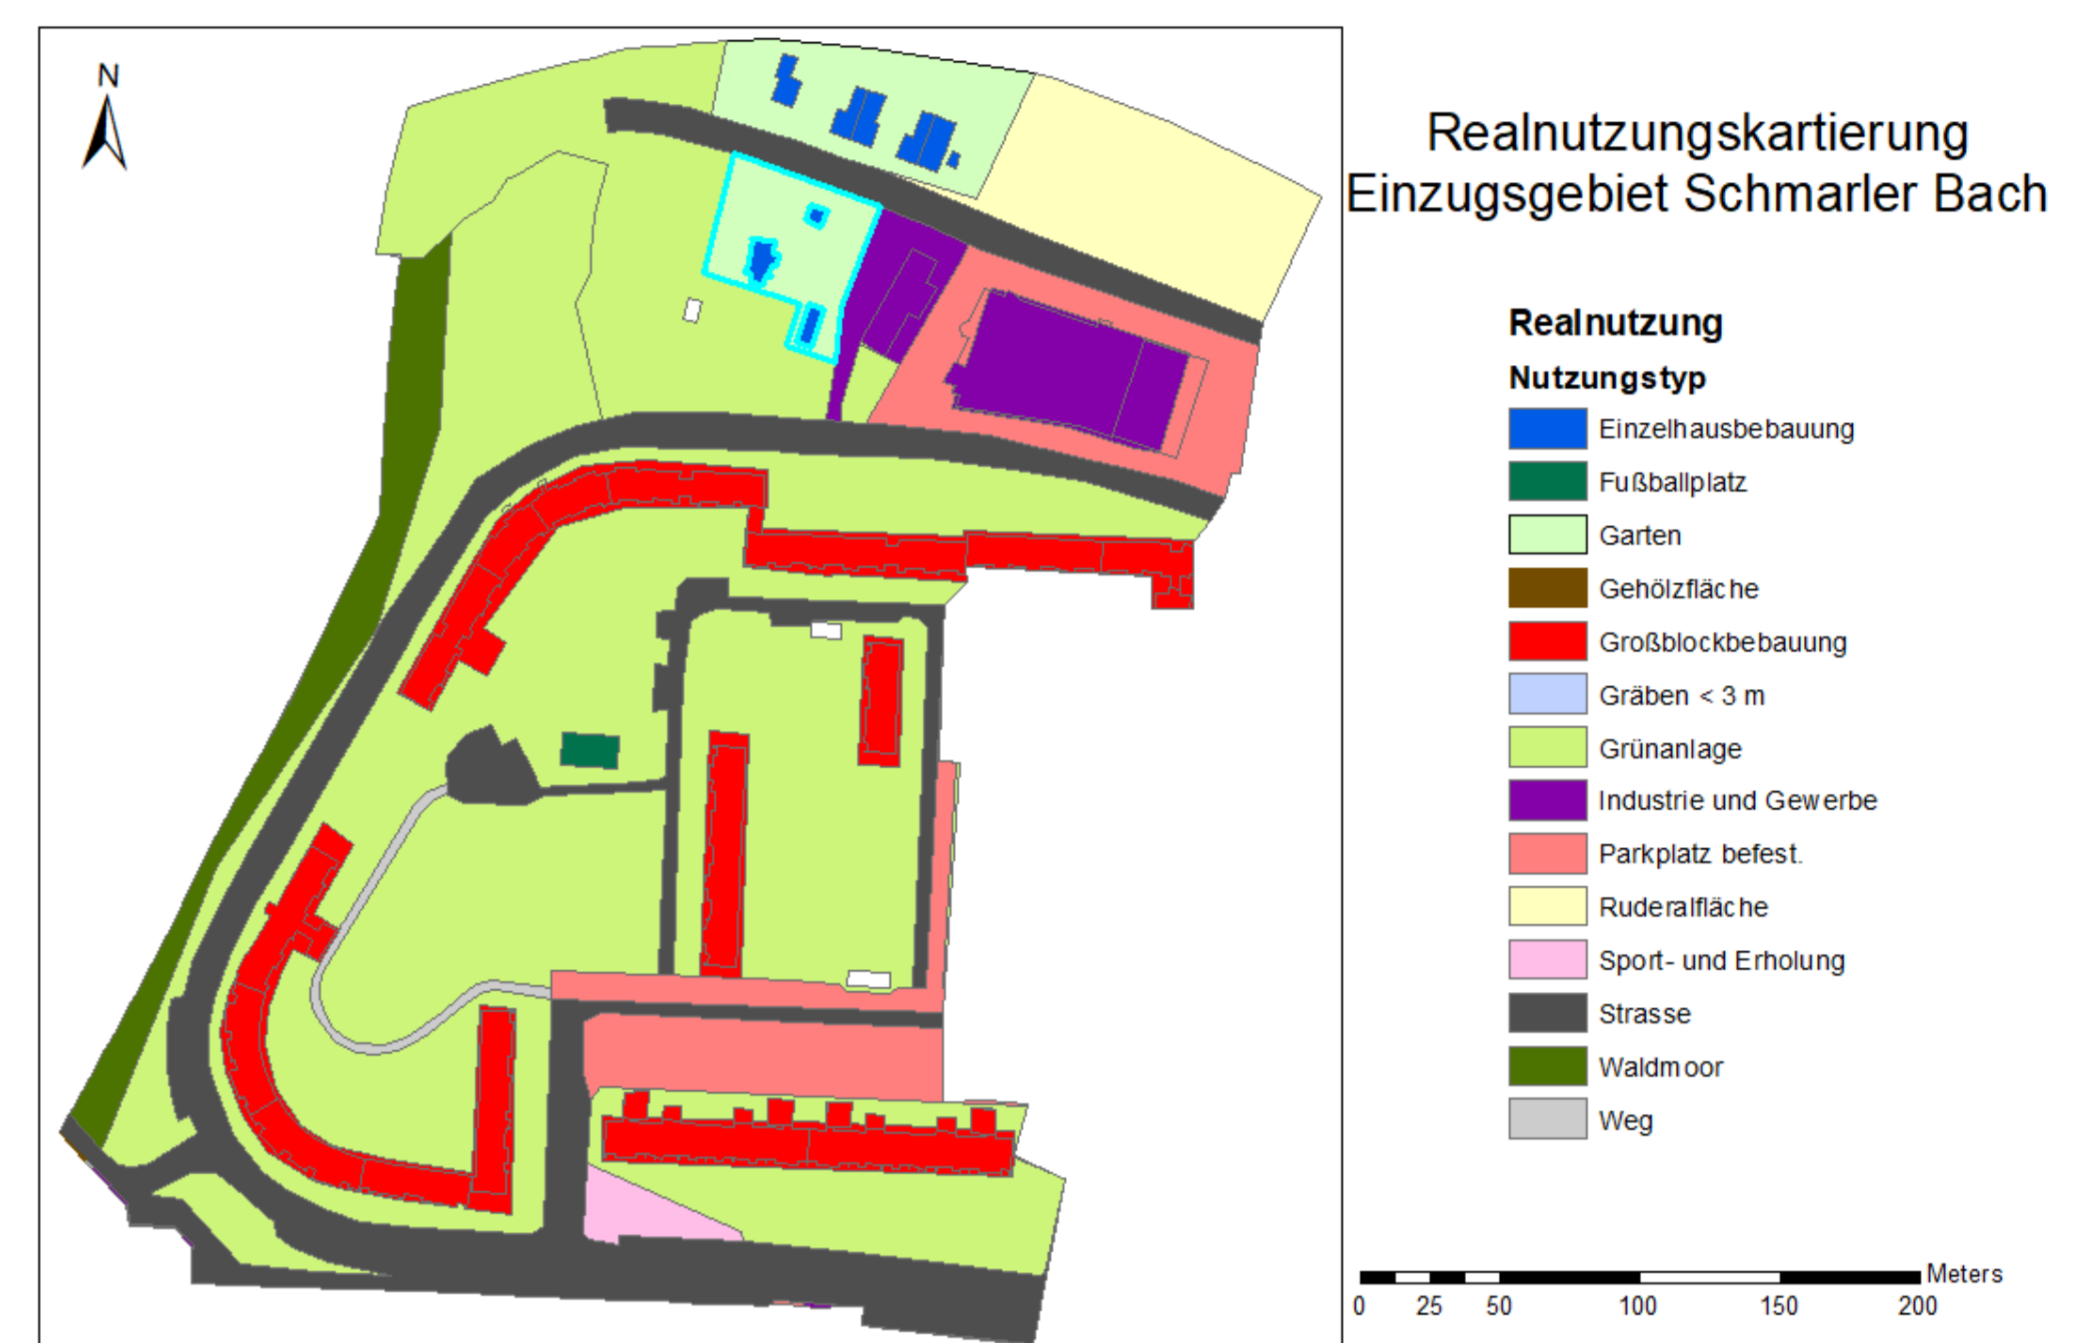 N
Realnutzungskartierung
Einzugsgebiet Schmarler Bach
Realnutzung
Nutzungstyp
Einzelhausbebauung
Fußballplatz
Garten
Gehölzfläche
Großblockbebauung
Gräben < 3 m
Grünanlage
Industrie und Gewerbe
Parkplatz befest.
Ruderalfläche
Sport- und Erholung
Strasse
Waldmoor
Weg
Meters
0 25 50 100 150 200